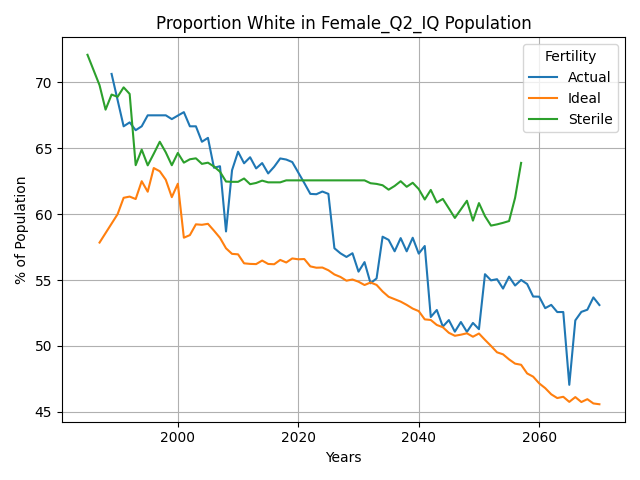 Proportion White in Female_Q2_IQ Population
Fertility
Actual
Ideal
Sterile
% of Population
70
65
60
55
50
45
2000
2020
2040
2060
Years